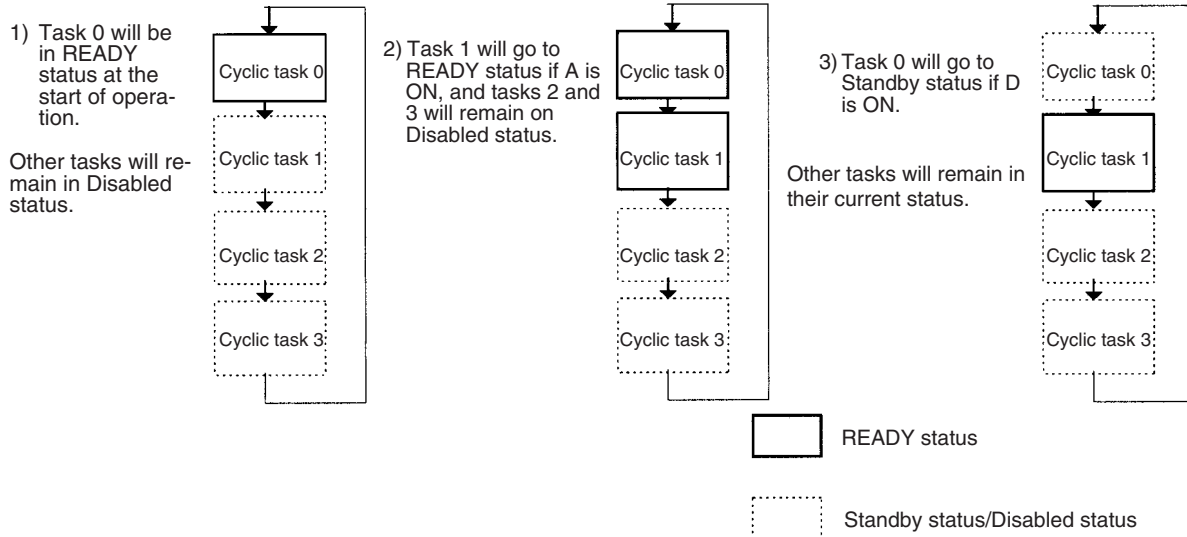 1) Task 0 will be
in READY
status at the
start of opera-
tion.
Other tasks will re-
main in Disabled
status.
Cyclic task 0
Cyclic task 1
Cyclic task 2
Cyclic task 3
2) Task 1 will go to
READY status if A is
ON, and tasks 2 and
3 will remain on
Disabled status.
Cyclic task 0
Cyclic task 1
Cyclic task 2
Cyclic task 3
3) Task 0 will go to
Standby status if D
is ON.
Other tasks will remain in
their current status.
Cyclic task 0
Cyclic task 1
Cyclic task 2
Cyclic task 3
READY status
Standby status/Disabled status